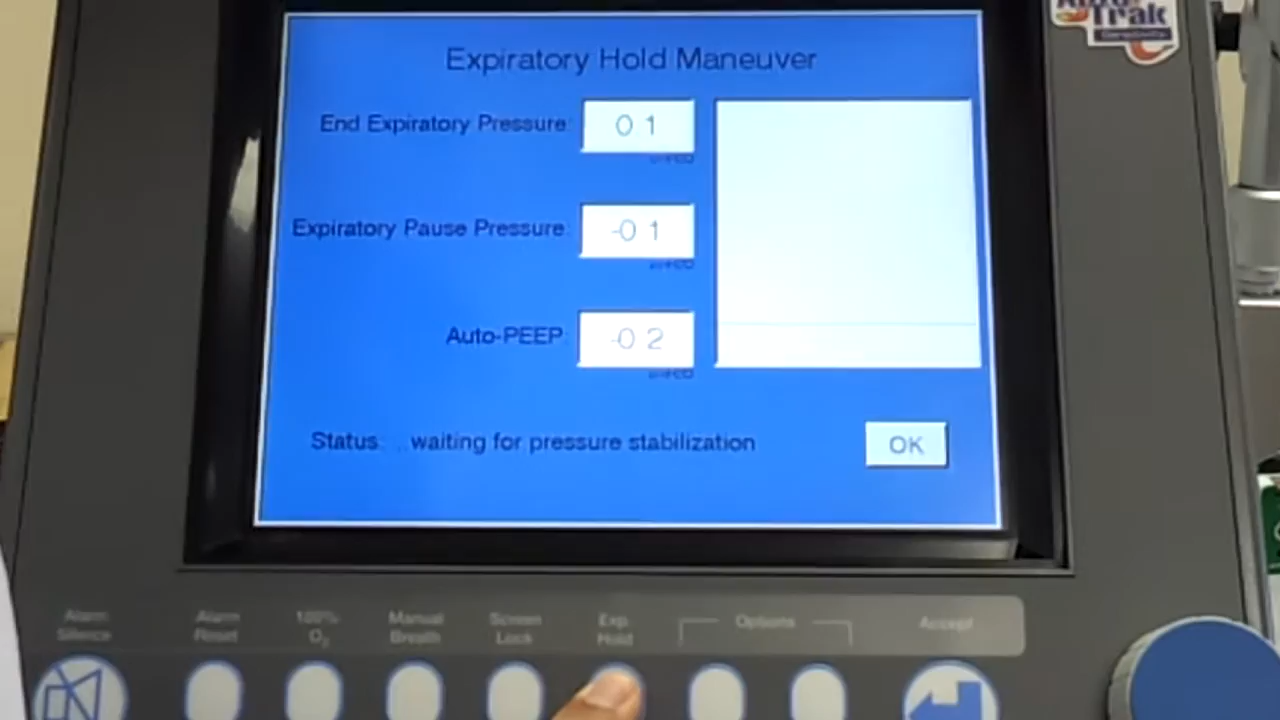 Trak
Expiratory Hold Maneuver
End Expiratory Pressure: 0 1
Expiratory Pause Pressure: -0 1
Auto-PEEP: -0 2
Status: ...waiting for pressure stabilization
OK
Alarm Silence
Alarm Reset
100% O2
Manual Breath
Screen Lock
Exp. Hold
Options
Accept